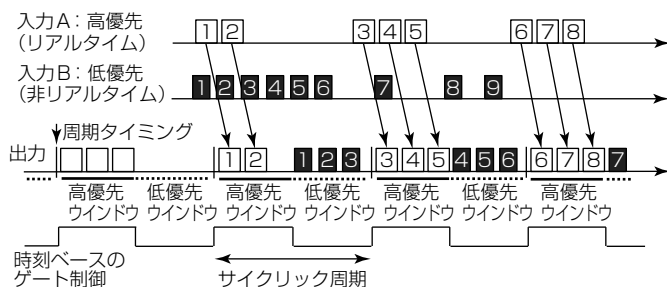 入力A：高優先
（リアルタイム）
1 2 3 4 5 6 7 8
入力B：低優先
（非リアルタイム）
1 2 3 4 5 6 7 8 9
周期タイミング
出力
1 2 1 2 3 3 4 5 4 5 6 6 7 8 7
高優先 低優先 高優先 低優先 高優先 低優先 高優先
ウインドウ ウインドウ ウインドウ ウインドウ ウインドウ ウインドウ ウインドウ
時刻ベースの
ゲート制御
サイクリック周期